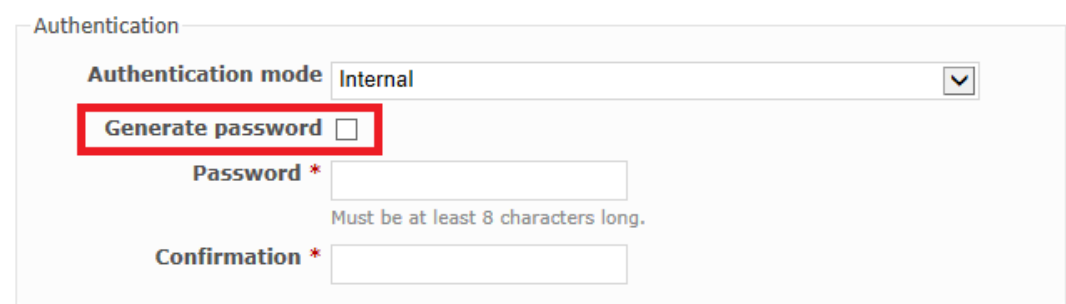 Authentication
Authentication mode Internal
Generate password
Password *
Must be at least 8 characters long.
Confirmation *